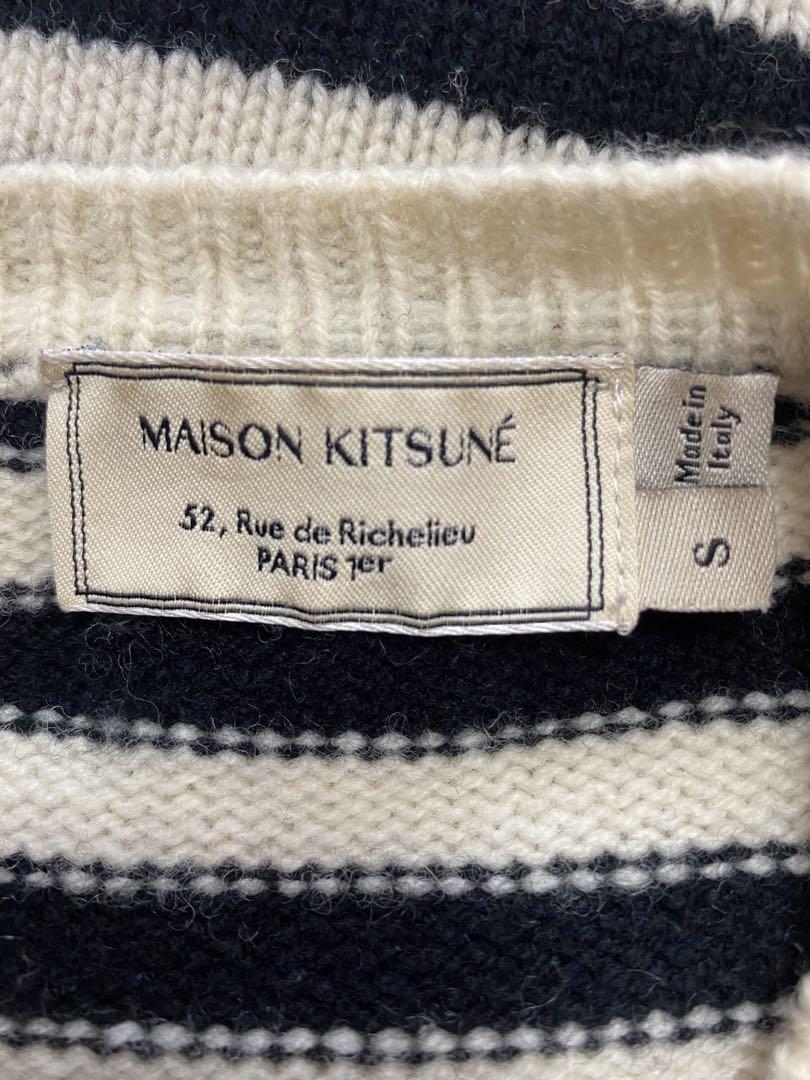 MAISON KITSUNÉ
52, Rue de Richelieu
PARIS 1er
Made in
Italy
S